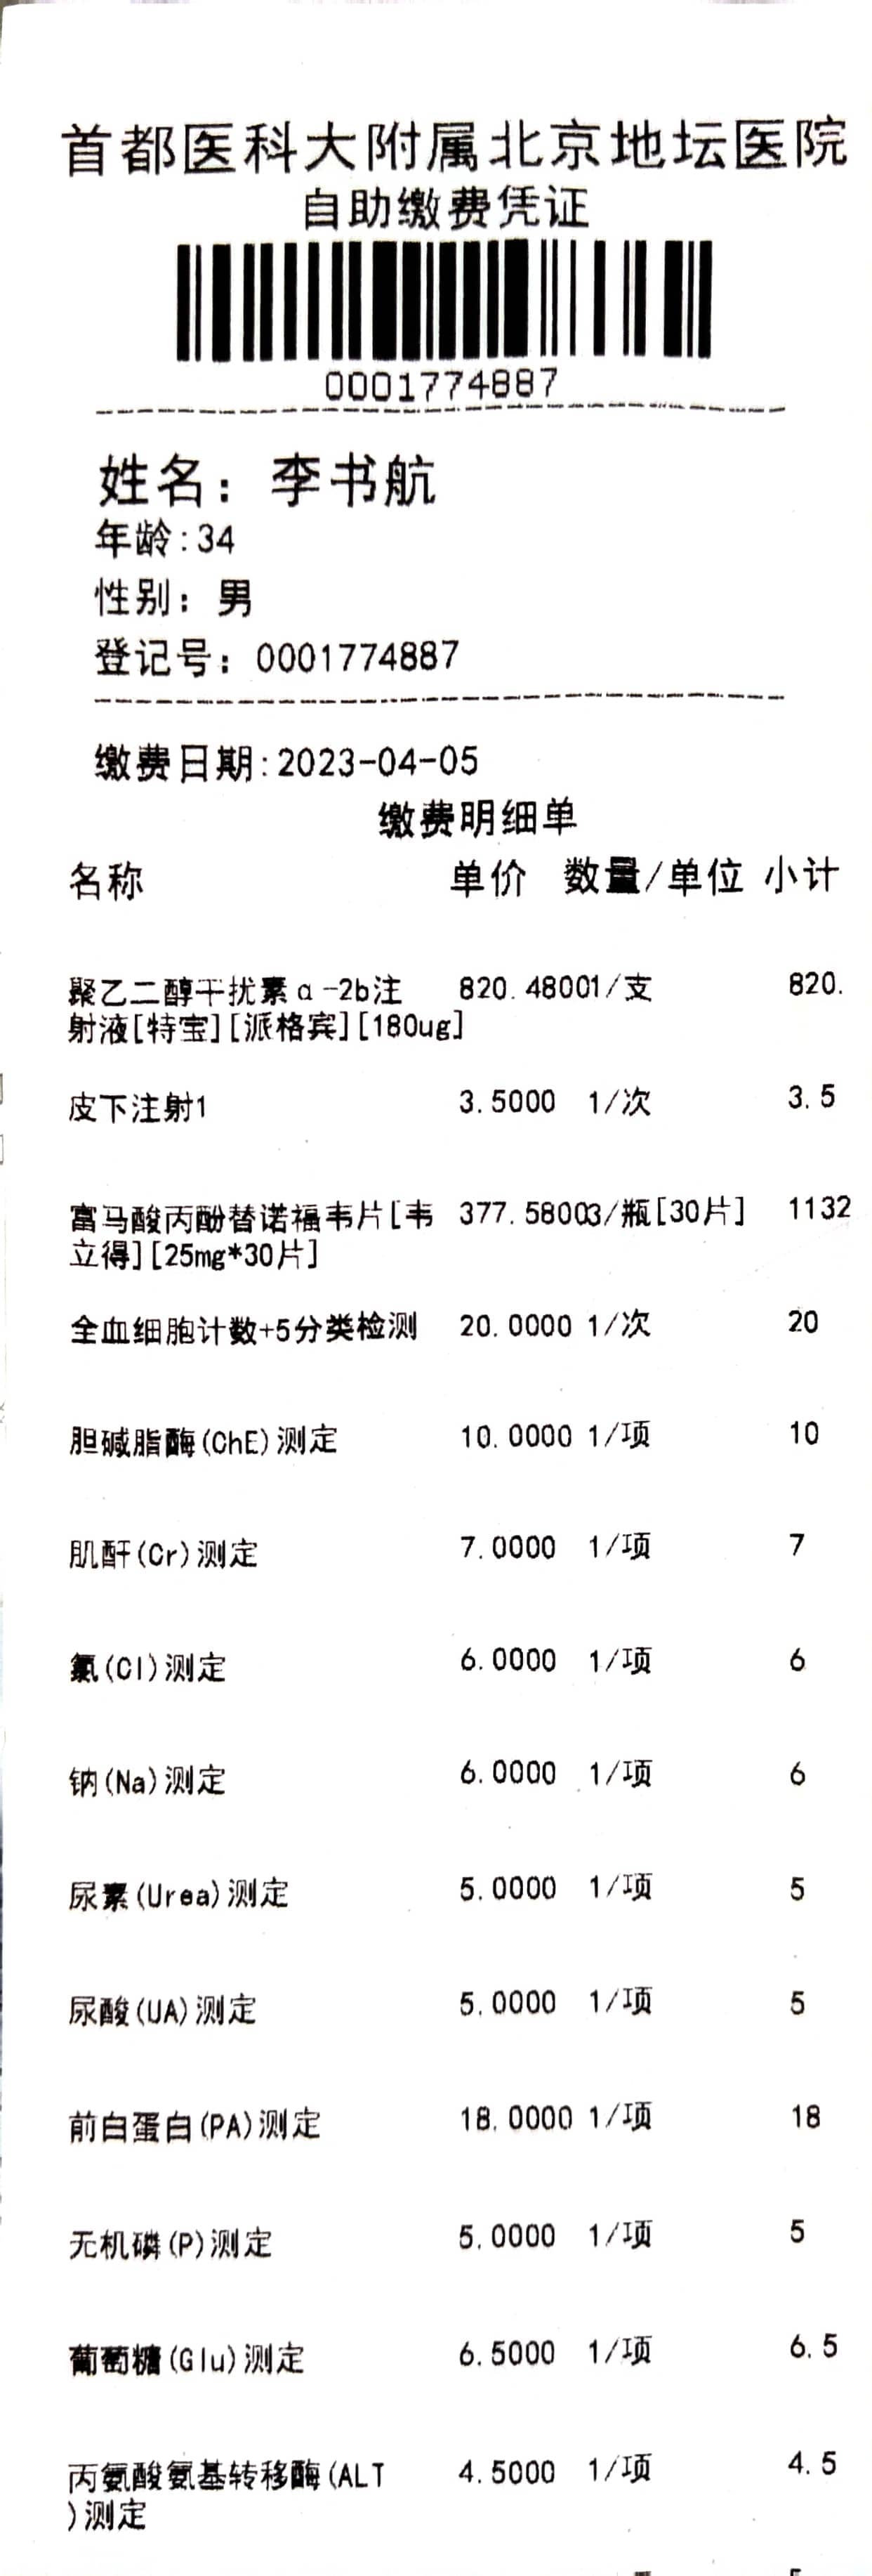 首都医科大附属北京地坛医院
自助缴费凭证
0001774887
姓名：李书航
年龄:34
性别：男
登记号：0001774887
缴费日期:2023-04-05
缴费明细单
名称 单价 数量/单位 小计
聚乙二醇干扰素α-2b注 820.48001/支 820.
射液[特宝][派格宾][180ug]
皮下注射1 3.5000 1/次 3.5
富马酸丙酚替诺福韦片[韦 377.58003/瓶[30片] 1132
立得][25mg*30片]
全血细胞计数+5分类检测 20.0000 1/次 20
胆碱脂酶(ChE)测定 10.0000 1/项 10
肌酐(Cr)测定 7.0000 1/项 7
氯(Cl)测定 6.0000 1/项 6
钠(Na)测定 6.0000 1/项 6
尿素(Urea)测定 5.0000 1/项 5
尿酸(UA)测定 5.0000 1/项 5
前白蛋白(PA)测定 18.0000 1/项 18
无机磷(P)测定 5.0000 1/项 5
葡萄糖(Glu)测定 6.5000 1/项 6.5
丙氨酸氨基转移酶(ALT 4.5000 1/项 4.5
)测定